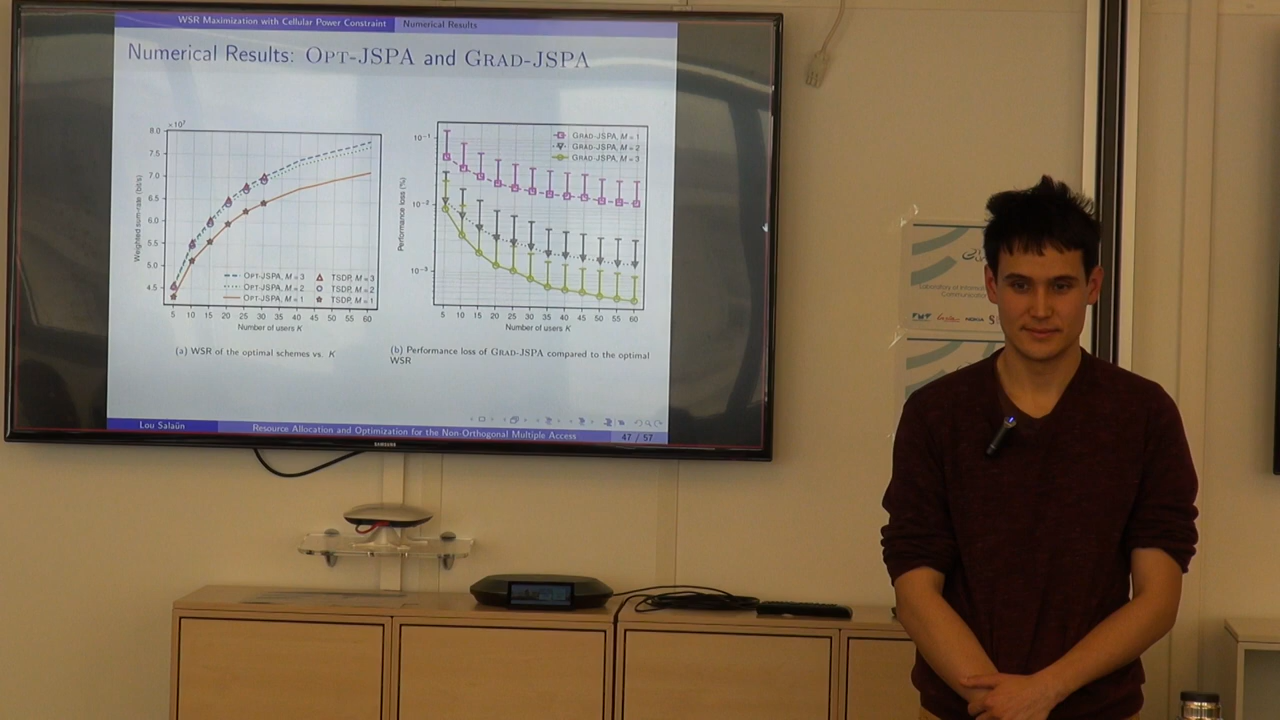 WSR Maximization with Cellular Power Constraint Numerical Results
Numerical Results: OPT-JSPA and GRAD-JSPA
×10⁷
8.0
7.5
7.0
6.5
6.0
5.5
5.0
4.5
Weighted sum-rate (bit/s)
OPT-JSPA, M = 3
OPT-JSPA, M = 2
OPT-JSPA, M = 1
TSDP, M = 3
TSDP, M = 2
TSDP, M = 1
5 10 15 20 25 30 35 40 45 50 55 60
Number of users K
(a) WSR of the optimal schemes vs. K
10⁻¹
10⁻²
10⁻³
Performance loss (%)
GRAD-JSPA, M = 1
GRAD-JSPA, M = 2
GRAD-JSPA, M = 3
5 10 15 20 25 30 35 40 45 50 55 60
Number of users K
(b) Performance loss of GRAD-JSPA compared to the optimal
WSR
Lou Salaün Resource Allocation and Optimization for the Non-Orthogonal Multiple Access 47 / 57
SAMSUNG
Laboratory of
Communication
NOKIA